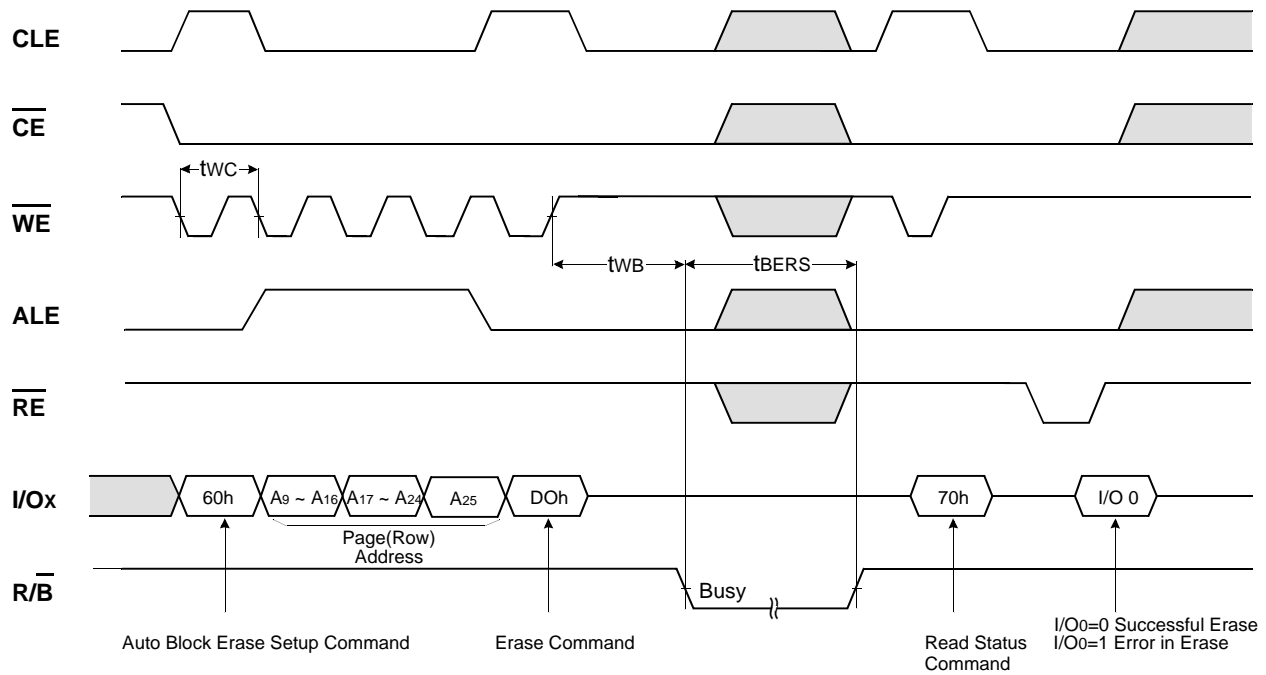 CLE
CE
tWC
WE
tWB
tBERS
ALE
RE
I/Ox
60h
A9 ~ A16
A17 ~ A24
A25
DOh
70h
I/O 0
Page(Row)
Address
R/B
Busy
Auto Block Erase Setup Command
Erase Command
Read Status
Command
I/O0=0 Successful Erase
I/O0=1 Error in Erase